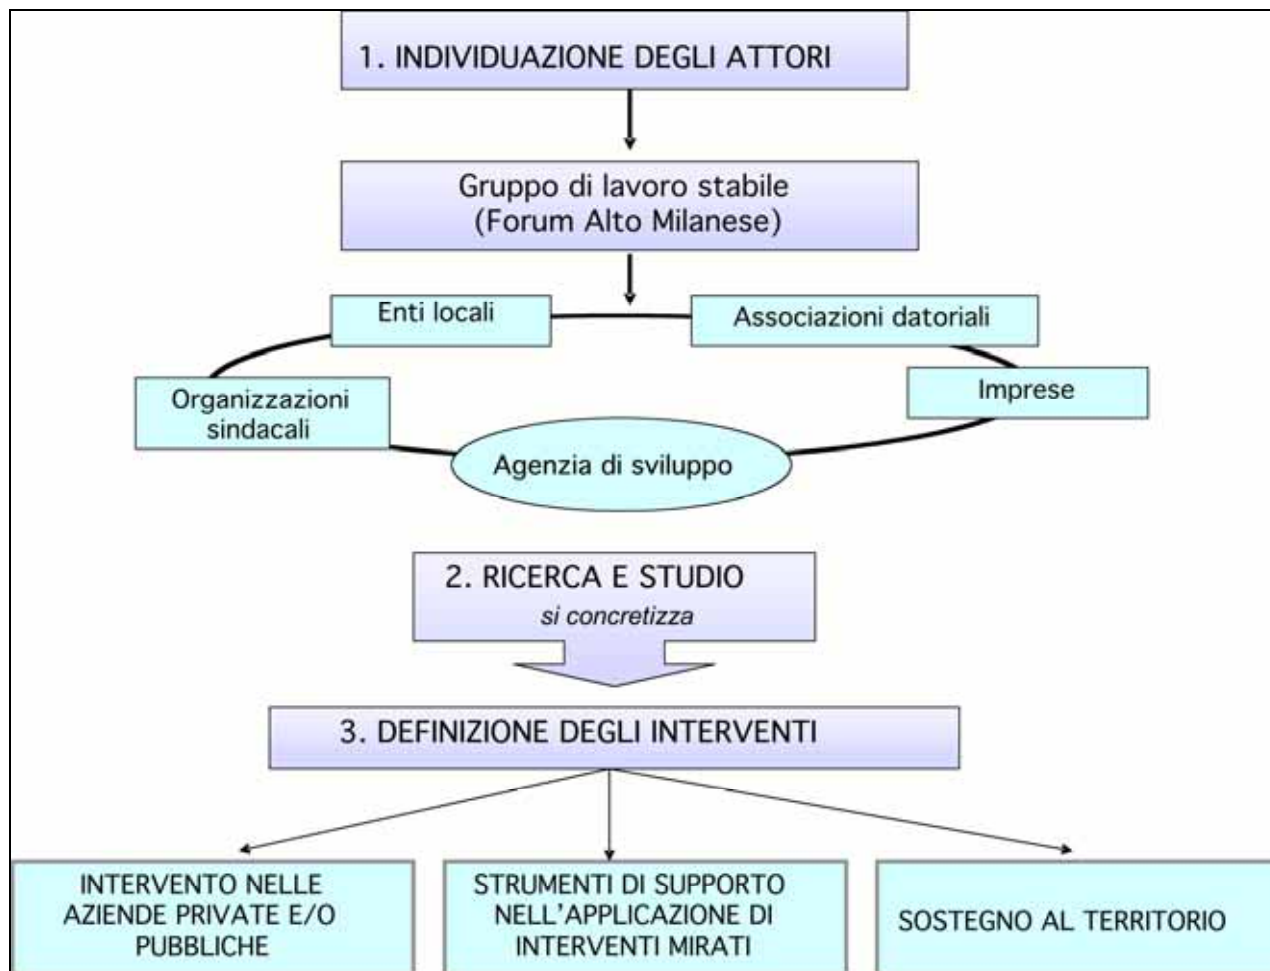 1. INDIVIDUAZIONE DEGLI ATTORI
Gruppo di lavoro stabile
(Forum Alto Milanese)
Enti locali
Associazioni datoriali
Organizzazioni
sindacali
Imprese
Agenzia di sviluppo
2. RICERCA E STUDIO
si concretizza
3. DEFINIZIONE DEGLI INTERVENTI
INTERVENTO NELLE
AZIENDE PRIVATE E/O
PUBBLICHE
STRUMENTI DI SUPPORTO
NELL'APPLICAZIONE DI
INTERVENTI MIRATI
SOSTEGNO AL TERRITORIO